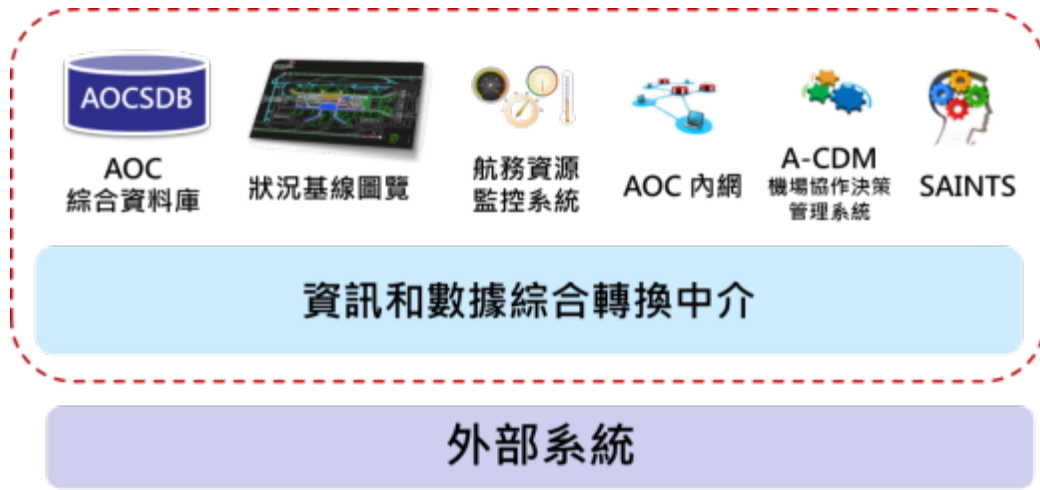 AOCSDB
AOC
綜合資料庫
狀況基線圖覽
航務資源
監控系統
AOC 內網
A-CDM
機場協作決策
管理系統
SAINTS
資訊和數據綜合轉換中介
外部系統